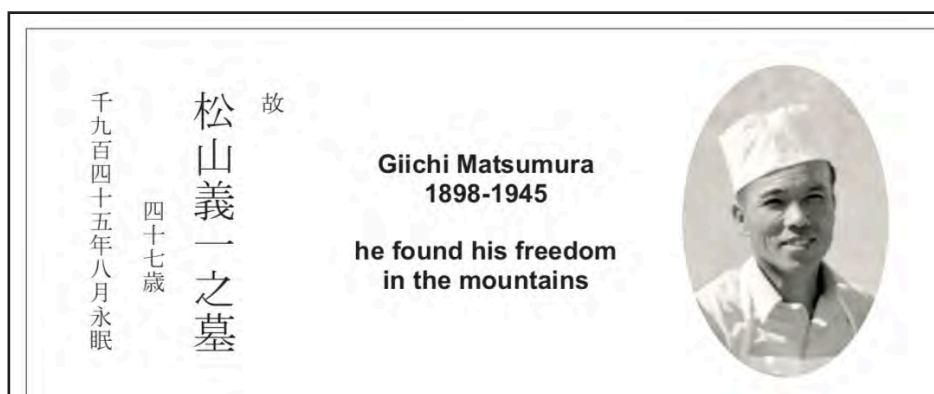 故
松山義一之墓
四十七歳
千九百四十五年八月永眠
Giichi Matsumura
1898-1945
he found his freedom
in the mountains